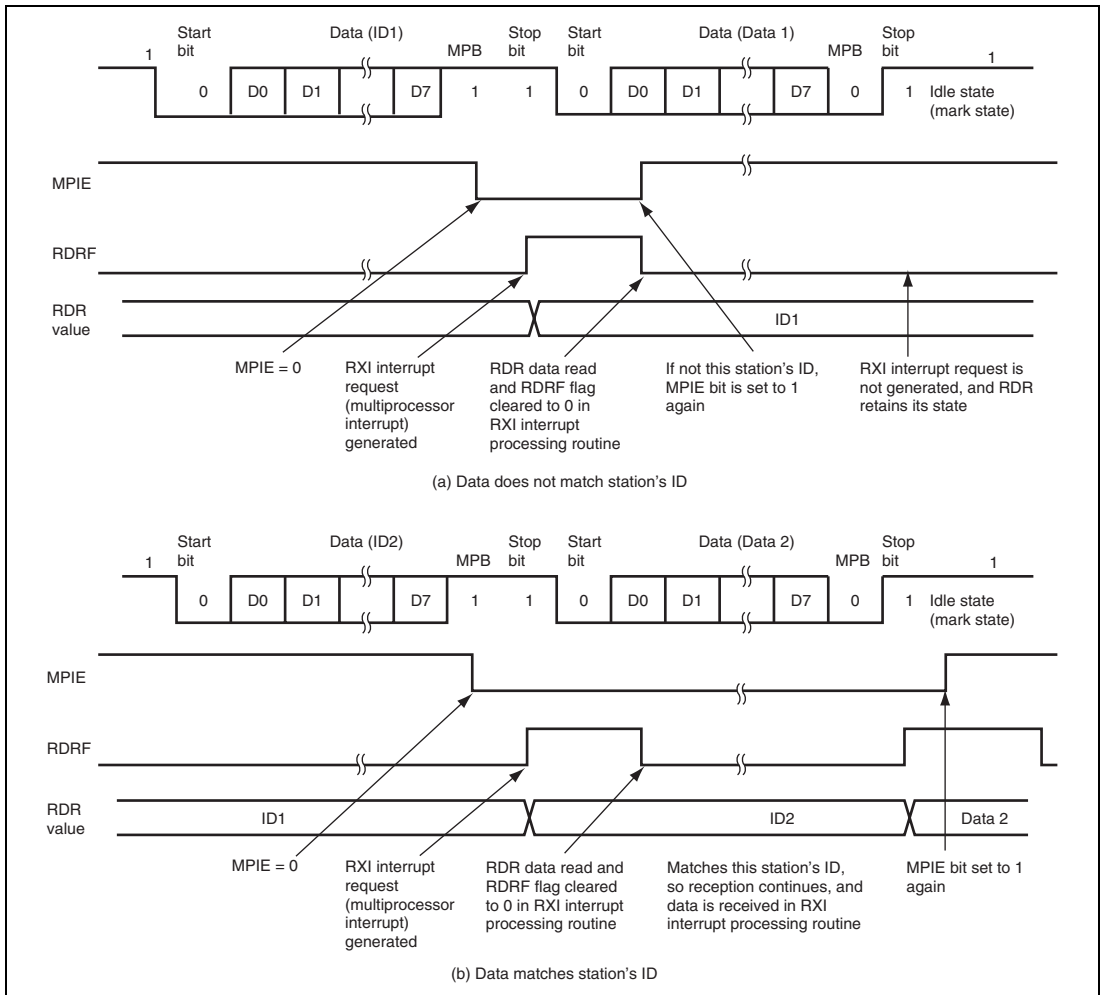 Start bit Data (ID1) MPB Stop bit Start bit Data (Data 1) MPB Stop bit
1 0 D0 D1 D7 1 1 0 D0 D1 D7 0 1 1
Idle state
(mark state)
MPIE
RDRF
RDR
value
ID1
MPIE = 0
RXI interrupt
request
(multiprocessor
interrupt)
generated
RDR data read
and RDRF flag
cleared to 0 in
RXI interrupt
processing routine
If not this station's ID,
MPIE bit is set to 1
again
RXI interrupt request is
not generated, and RDR
retains its state
(a) Data does not match station's ID
Start bit Data (ID2) MPB Stop bit Start bit Data (Data 2) MPB Stop bit
1 0 D0 D1 D7 1 1 0 D0 D1 D7 0 1 1
Idle state
(mark state)
MPIE
RDRF
RDR
value
ID1 ID2 Data 2
MPIE = 0
RXI interrupt
request
(multiprocessor
interrupt)
generated
RDR data read and
RDRF flag cleared
to 0 in RXI interrupt
processing routine
Matches this station's ID,
so reception continues, and
data is received in RXI
interrupt processing routine
MPIE bit set to 1
again
(b) Data matches station's ID